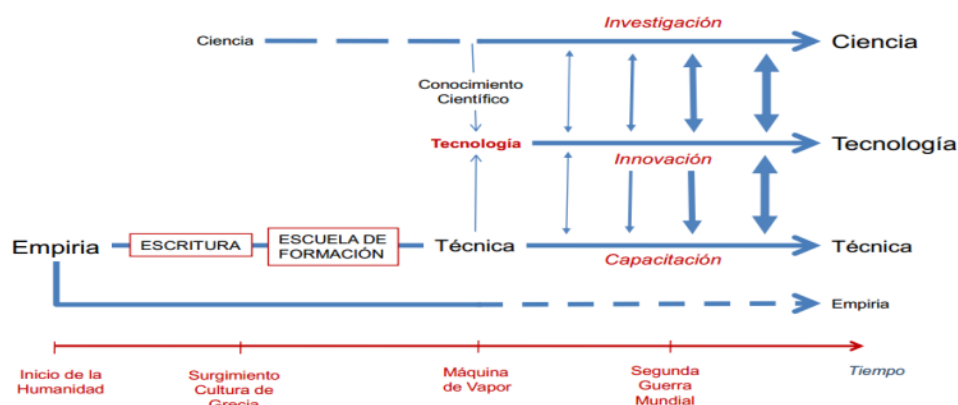 Investigación
Ciencia
Ciencia
Conocimiento
Científico
Tecnología
Tecnología
Innovación
Empiria
ESCRITURA
ESCUELA DE
FORMACIÓN
Técnica
Técnica
Capacitación
Empiria
Inicio de la
Humanidad
Surgimiento
Cultura de
Grecia
Máquina
de Vapor
Segunda
Guerra
Mundial
Tiempo